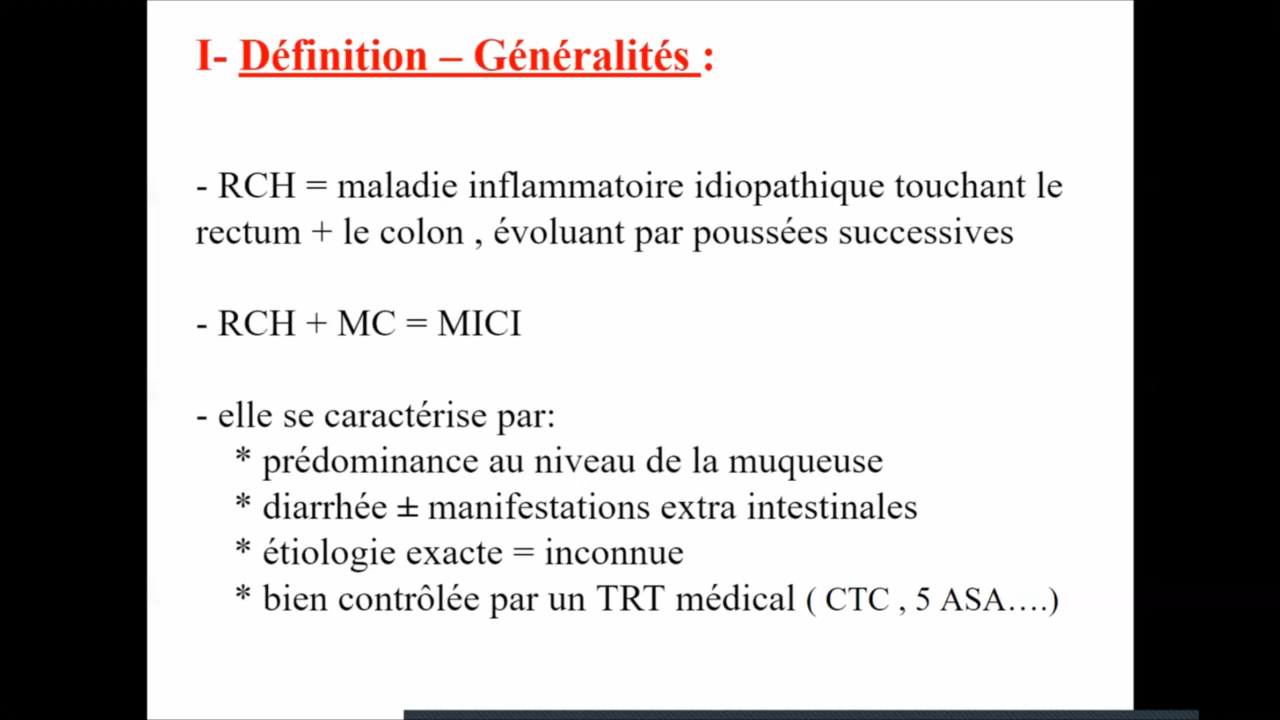 I- Définition – Généralités :
- RCH = maladie inflammatoire idiopathique touchant le
rectum + le colon , évoluant par poussées successives
- RCH + MC = MICI
- elle se caractérise par:
* prédominance au niveau de la muqueuse
* diarrhée ± manifestations extra intestinales
* étiologie exacte = inconnue
* bien contrôlée par un TRT médical ( CTC , 5 ASA….)